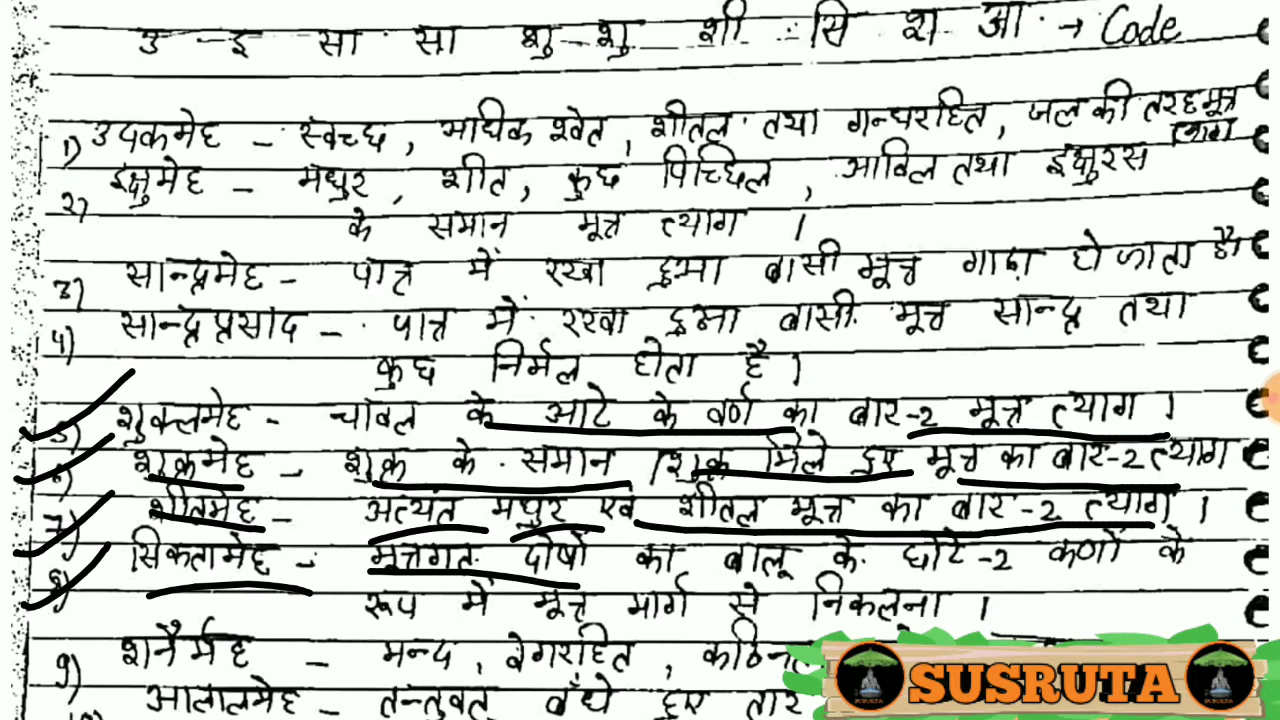 उ - इ सा सा शु - शु शी सि श आ → Code
1) उदकमेह - स्वच्छ, अधिक श्वेत, शीतल तथा गन्धरहित, जल की तरह मूत्र त्याग
2) इक्षुमेह - मधुर, शीत, कुछ पिच्छिल, आविल तथा इक्षुरस
के समान मूत्र त्याग ।
3) सान्द्रमेह - पात्र में रखा हुआ बासी मूत्र गाढा हो जाता है।
4) सान्द्रप्रसाद - पात्र में रखा हुआ बासी मूत्र सान्द्र तथा
कुछ निर्मल होता है ।
5) शुक्लमेह - चावल के आटे के वर्ण का बार-2 मूत्र त्याग ।
6) शुक्रमेह - शुक्र के समान / शुक्र मिले हुए मूत्र का बार-2 त्याग
7) शीतमेह - अत्यंत मधुर एवं शीतल मूत्र का बार-2 त्याग ।
8) सिकतामेह - मूत्रगत दोषों का बालू के छोटे-2 कणों के
रूप में मूत्र मार्ग से निकलना ।
9) शनैर्मेह - मन्द, वेगरहित,
आलालमेह - तन्तुवत् बँधे हुए तार
SUSRUTA